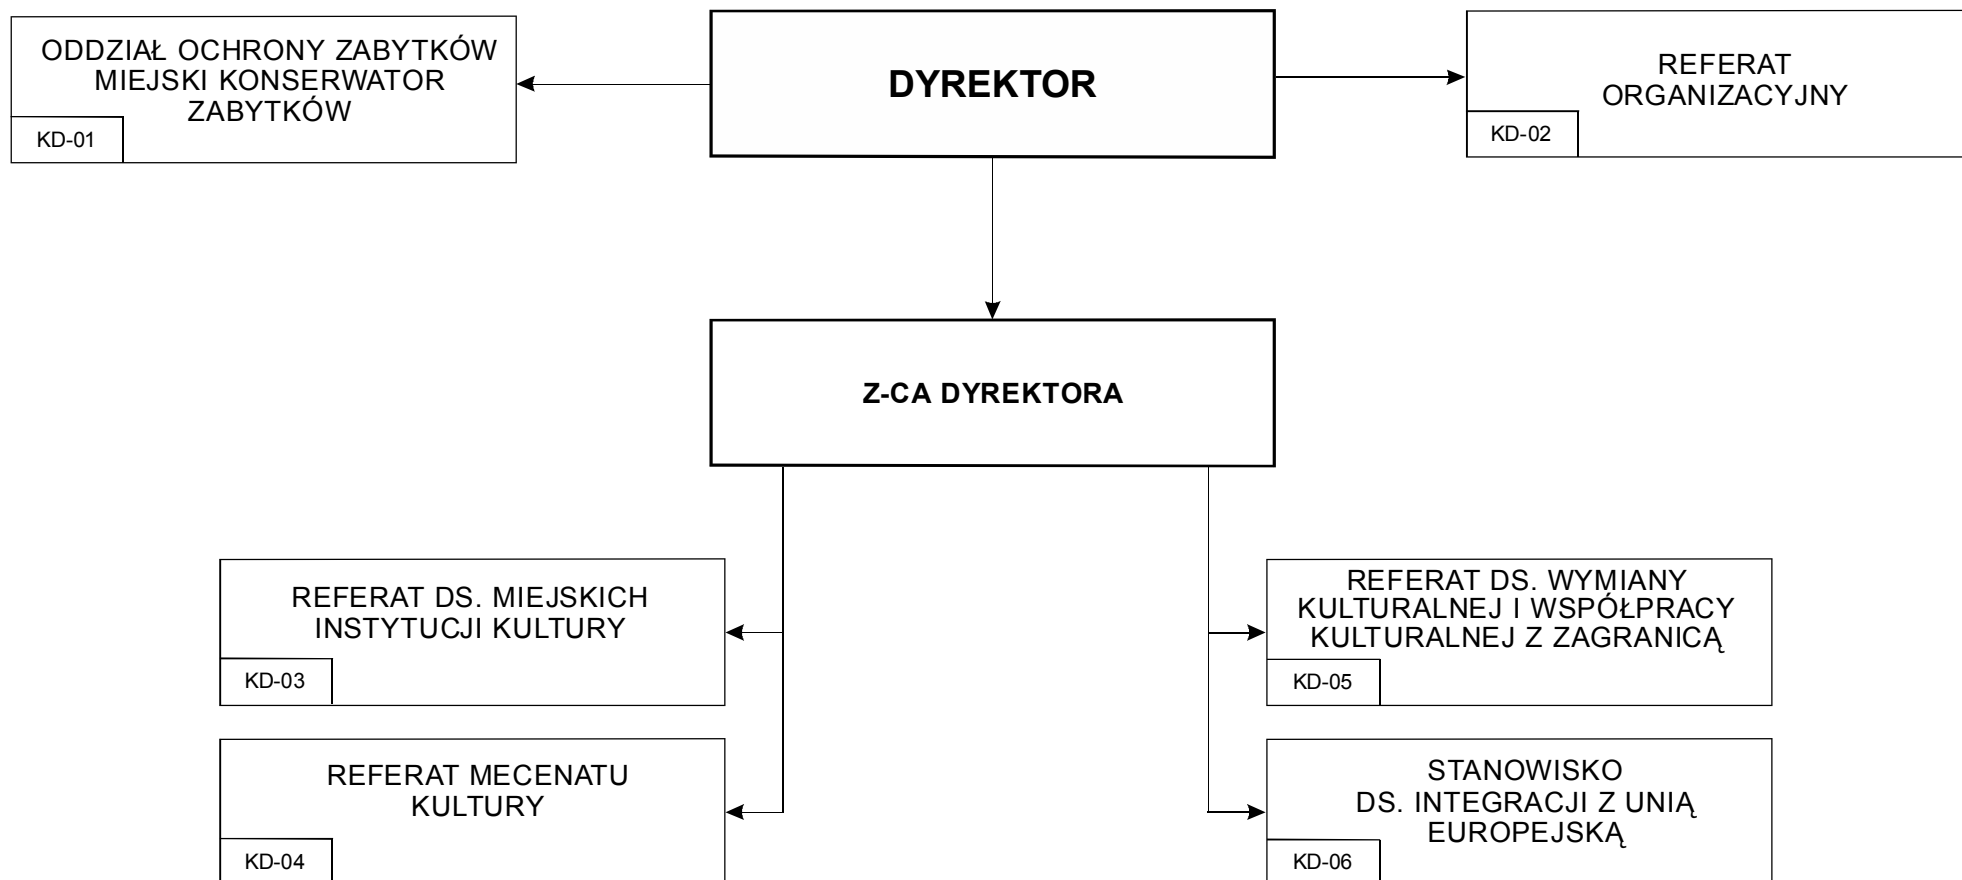 ODDZIAŁ OCHRONY ZABYTKÓW
MIEJSKI KONSERWATOR
ZABYTKÓW
KD-01
DYREKTOR
REFERAT
ORGANIZACYJNY
KD-02
Z-CA DYREKTORA
REFERAT DS. MIEJSKICH
INSTYTUCJI KULTURY
KD-03
REFERAT DS. WYMIANY
KULTURALNEJ I WSPÓŁPRACY
KULTURALNEJ Z ZAGRANICĄ
KD-05
REFERAT MECENATU
KULTURY
KD-04
STANOWISKO
DS. INTEGRACJI Z UNIĄ
EUROPEJSKĄ
KD-06